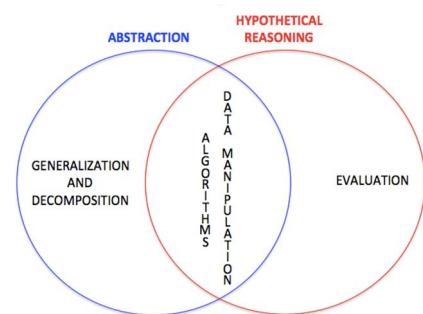 ABSTRACTION
HYPOTHETICAL
REASONING
GENERALIZATION
AND
DECOMPOSITION
ALGORITHMS
DATA MANIPULATION
EVALUATION